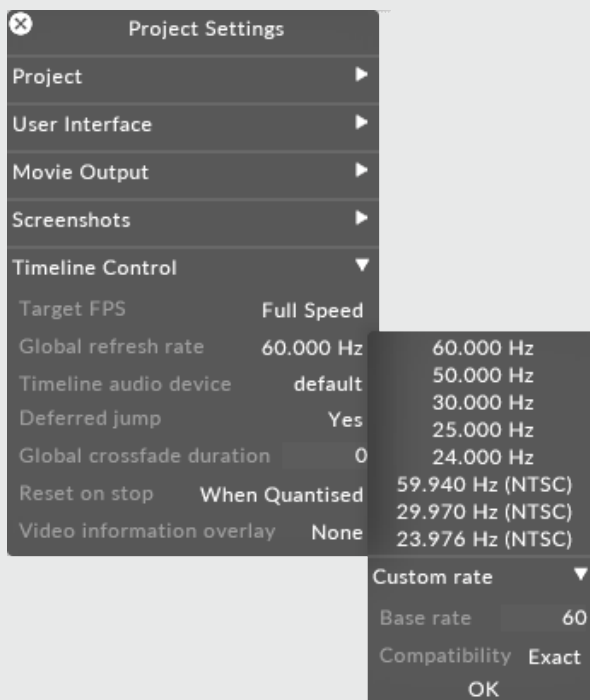 Project Settings
Project
User Interface
Movie Output
Screenshots
Timeline Control
Target FPS Full Speed
Global refresh rate 60.000 Hz
Timeline audio device default
Deferred jump Yes
Global crossfade duration 0
Reset on stop When Quantised
Video information overlay None
60.000 Hz
50.000 Hz
30.000 Hz
25.000 Hz
24.000 Hz
59.940 Hz (NTSC)
29.970 Hz (NTSC)
23.976 Hz (NTSC)
Custom rate
Base rate 60
Compatibility Exact
OK